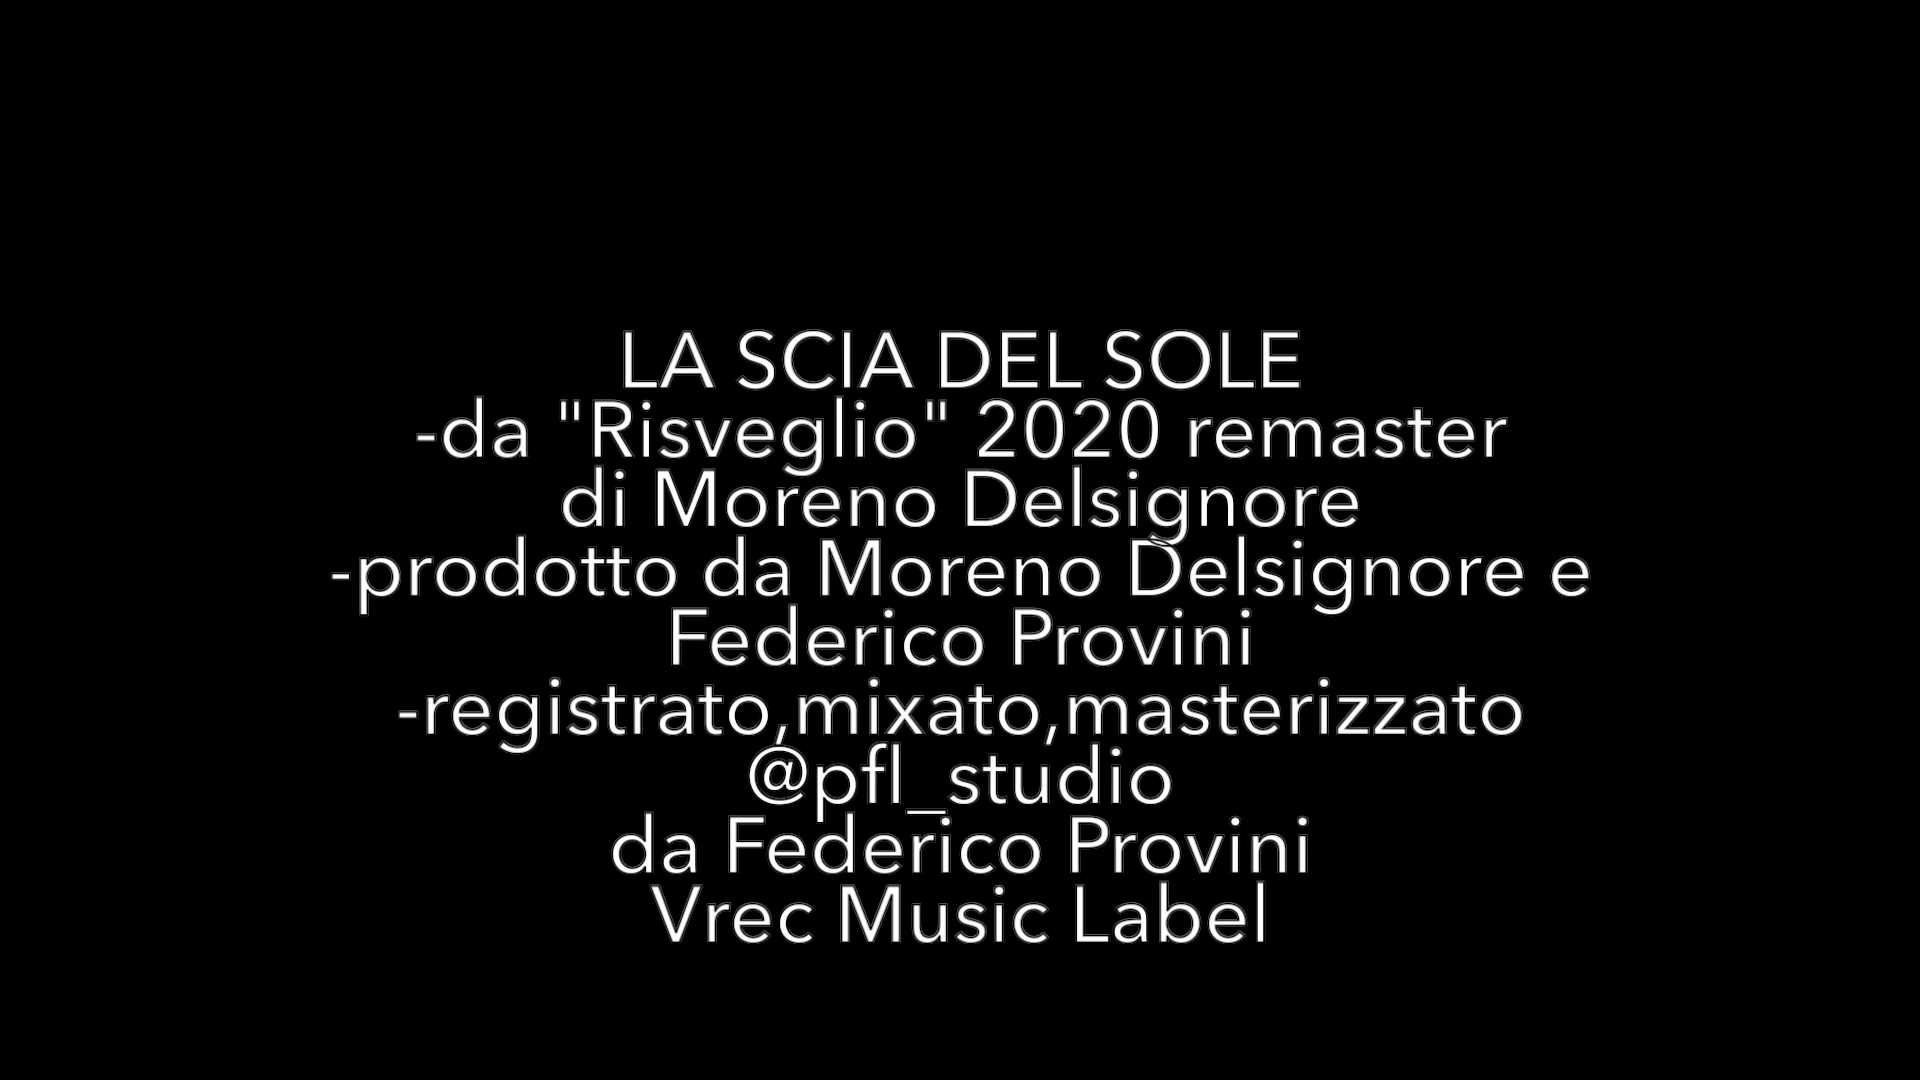 LA SCIA DEL SOLE
-da "Risveglio" 2020 remaster
di Moreno Delsignore
-prodotto da Moreno Delsignore e
Federico Provini
-registrato,mixato,masterizzato
@pfl_studio
da Federico Provini
Vrec Music Label